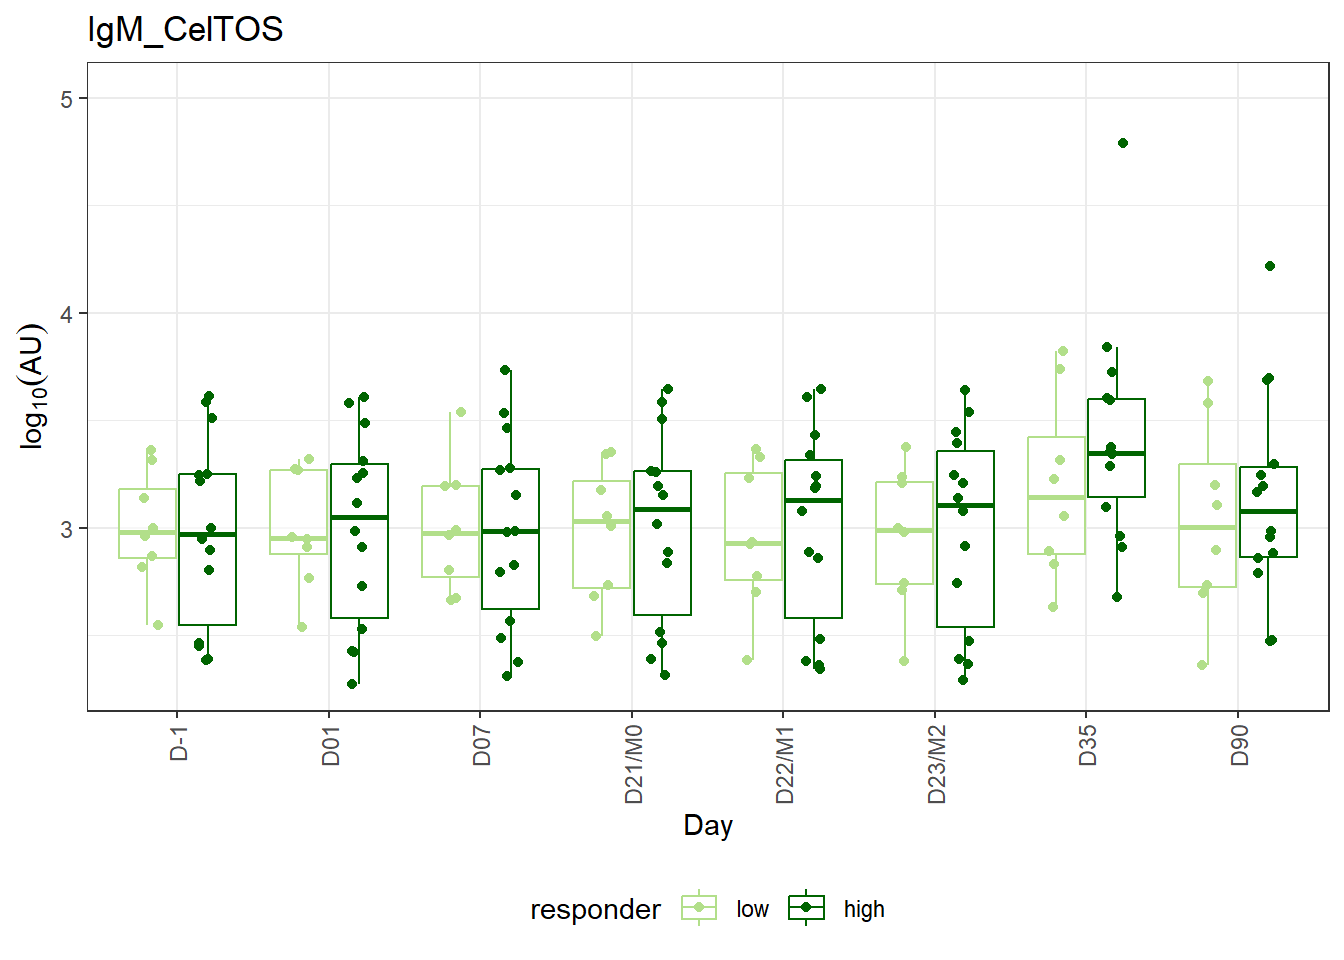 IgM_CelTOS
5
4
3
log10(AU)
D-1
D01
D07
D21/M0
D22/M1
D23/M2
D35
D90
Day
responder low high